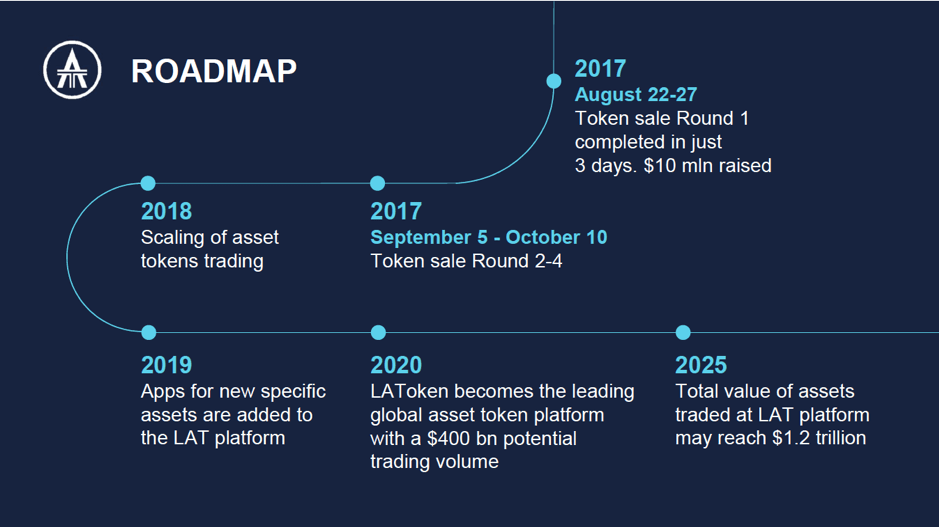 ROADMAP
2017
August 22-27
Token sale Round 1
completed in just
3 days. $10 mln raised
2017
September 5 - October 10
Token sale Round 2-4
2018
Scaling of asset
tokens trading
2019
Apps for new specific
assets are added to
the LAT platform
2020
LAToken becomes the leading
global asset token platform
with a $400 bn potential
trading volume
2025
Total value of assets
traded at LAT platform
may reach $1.2 trillion